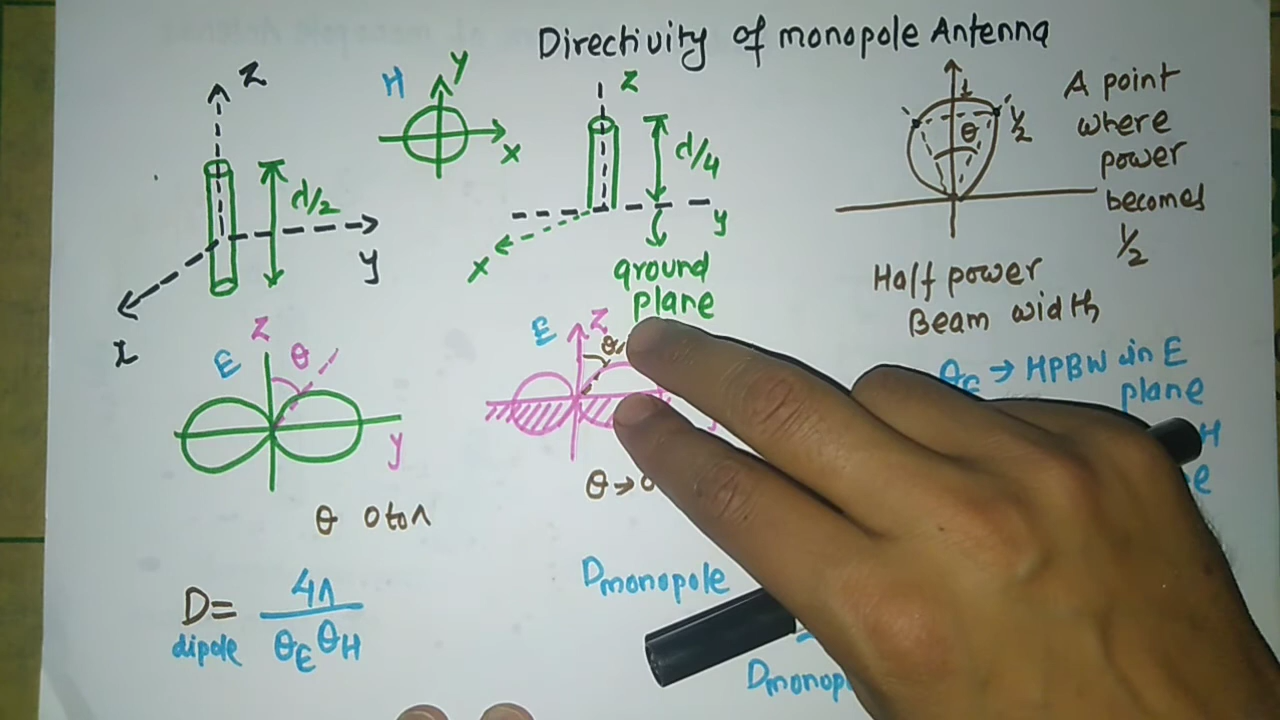 Directivity of monopole Antenna
z
d/2
y
x
H
y
x
z
d/4
y
x
ground
plane
θ
1/2
A point
where
power
becomes
1/2
Half power
Beam width
E
z
θ
y
θ 0 to π
E
z
θ
θ → 0
HPBW in E
plane
H
D = 4π
dipole θE θH
Dmonopole